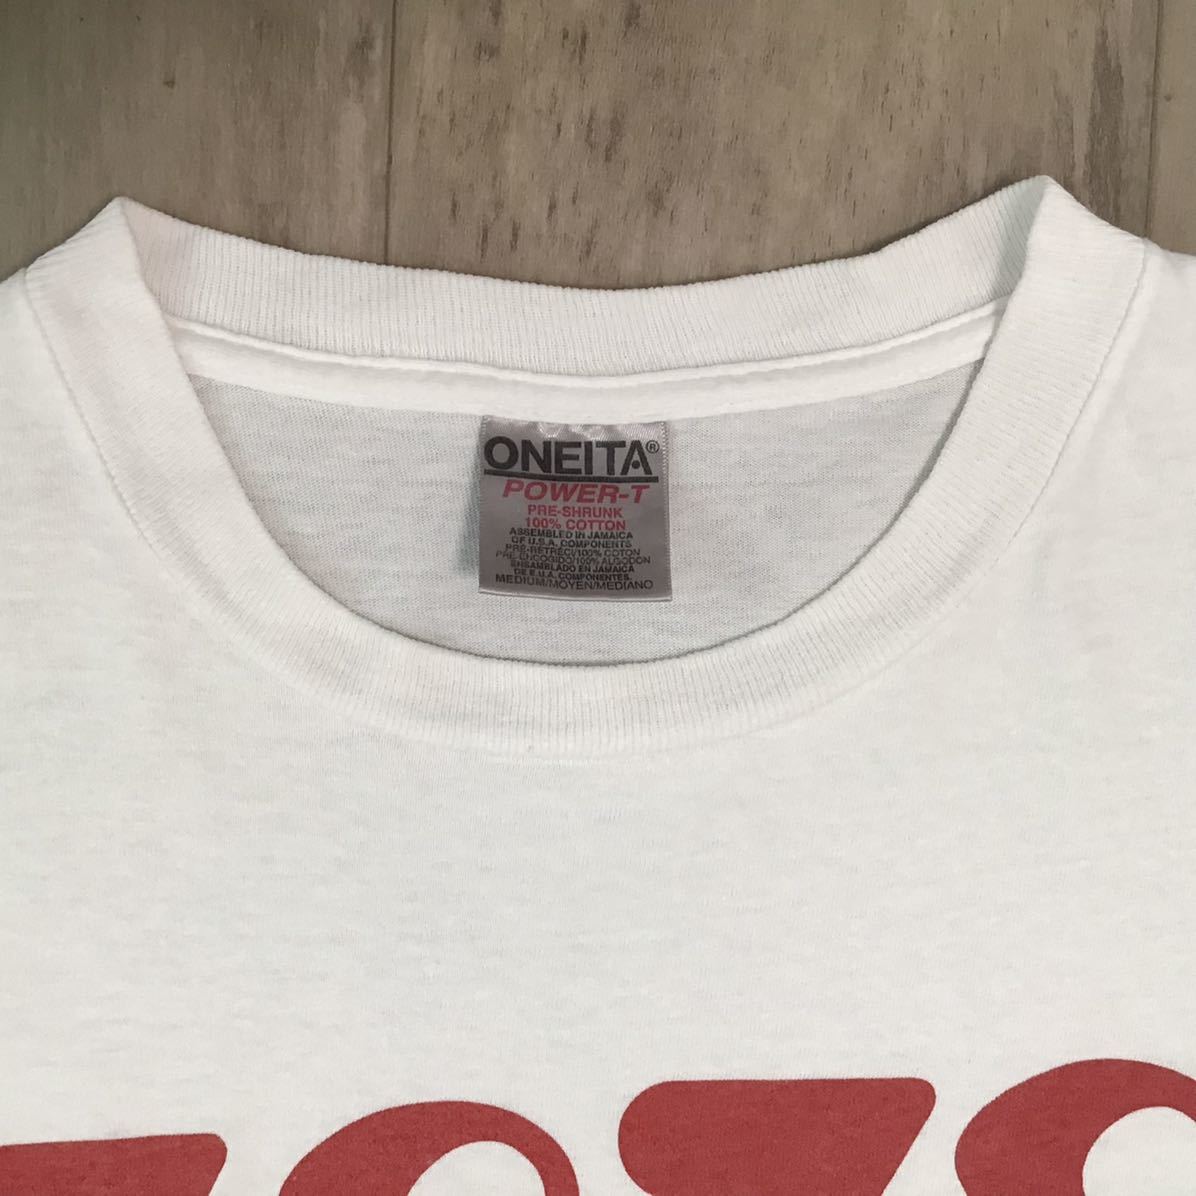 ONEITA®
POWER-T
PRE-SHRUNK
100% COTTON
ASSEMBLED IN JAMAICA
OF U.S.A. COMPONENTS
PRE-RETRECI/100% COTON
PRE-ENCOGIDO/100% ALGODON
ENSAMBLADO EN JAMAICA
DE E.U.A. COMPONENTES.
MEDIUM/MOYEN/MEDIANO